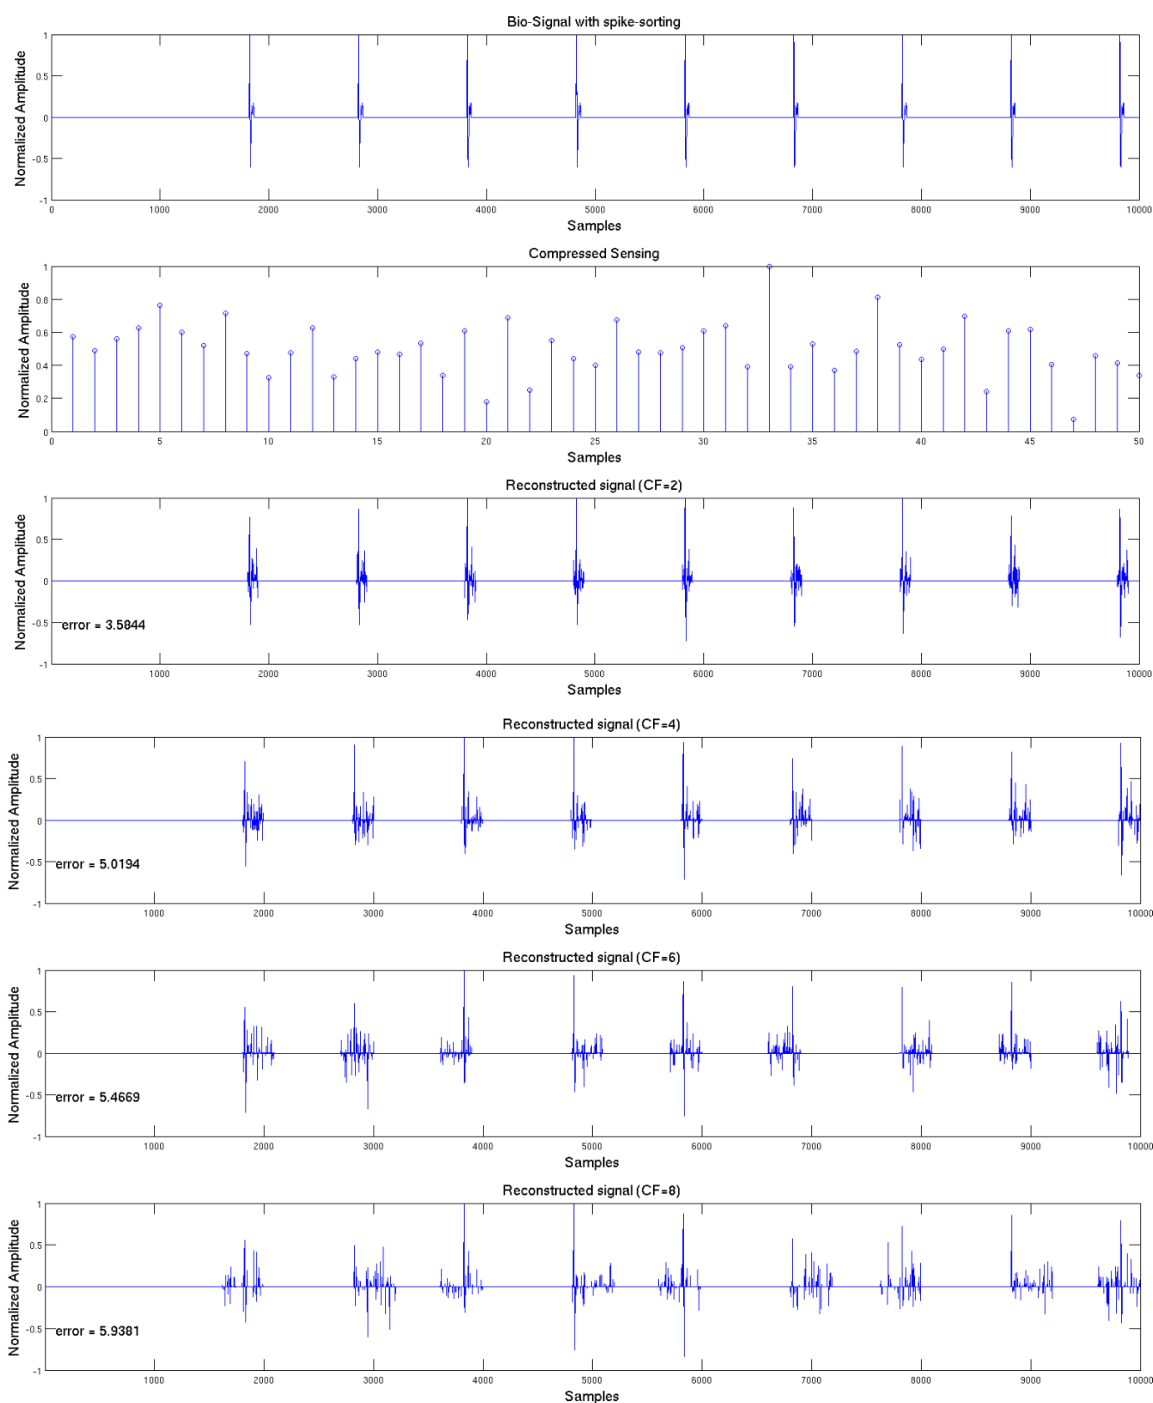 Bio-Signal with spike-sorting
1
0.5
0
-0.5
-1
Normalized Amplitude
0 1000 2000 3000 4000 5000 6000 7000 8000 9000 10000
Samples
Compressed Sensing
1
0.8
0.6
0.4
0.2
0
Normalized Amplitude
0 5 10 15 20 25 30 35 40 45 50
Samples
Reconstructed signal (CF=2)
1
0.5
0
-0.5
-1
Normalized Amplitude
error = 3.5844
1000 2000 3000 4000 5000 6000 7000 8000 9000 10000
Samples
Reconstructed signal (CF=4)
1
0.5
0
-0.5
-1
Normalized Amplitude
error = 5.0194
1000 2000 3000 4000 5000 6000 7000 8000 9000 10000
Samples
Reconstructed signal (CF=6)
1
0.5
0
-0.5
-1
Normalized Amplitude
error = 5.4669
1000 2000 3000 4000 5000 6000 7000 8000 9000 10000
Samples
Reconstructed signal (CF=8)
1
0.5
0
-0.5
-1
Normalized Amplitude
error = 5.9381
1000 2000 3000 4000 5000 6000 7000 8000 9000 10000
Samples